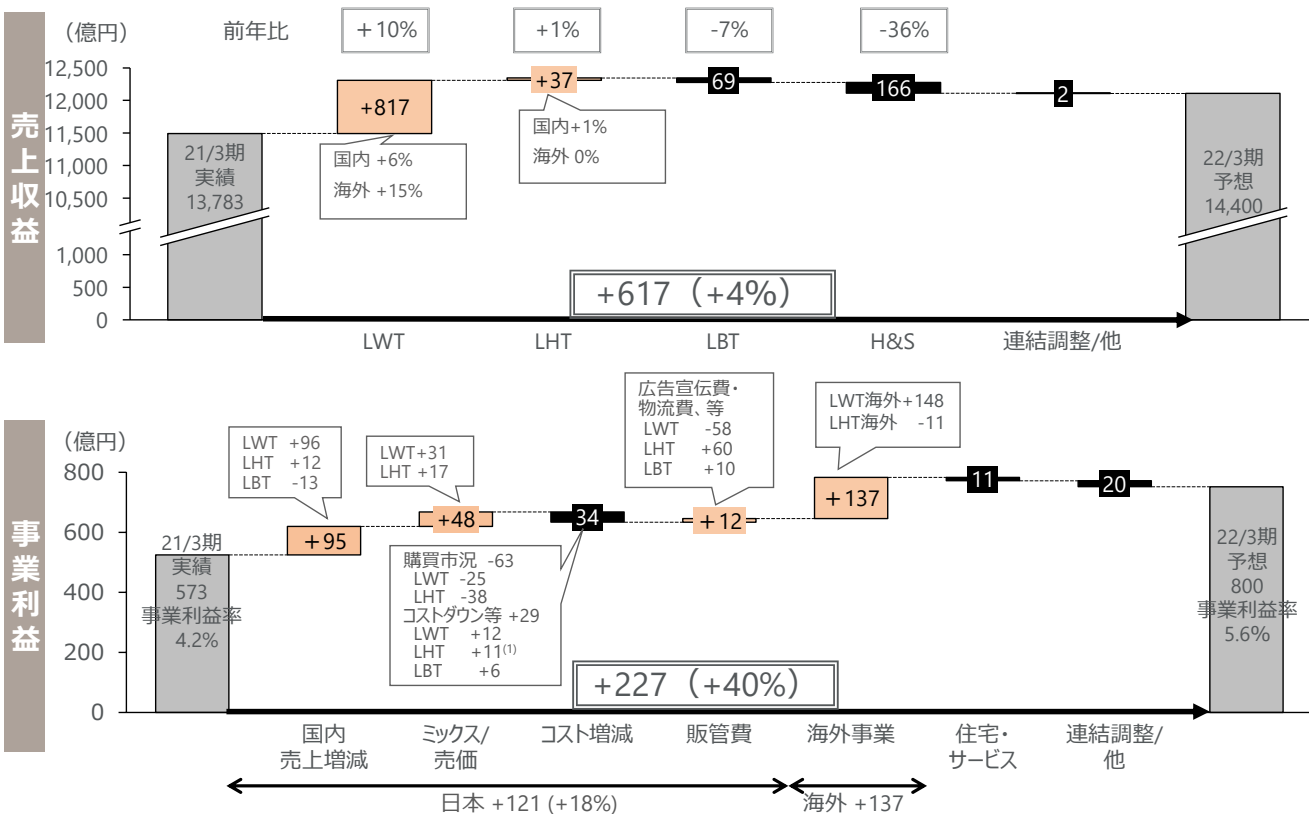 売上収益
（億円）
前年比
＋10%
+1%
-7%
-36%
12,500
12,000
11,500
11,000
10,500
1,000
500
0
+817
+37
69
166
2
国内 +6%
海外 +15%
国内+1%
海外 0%
21/3期
実績
13,783
22/3期
予想
14,400
+617（+4%）
LWT
LHT
LBT
H&S
連結調整/他
事業利益
（億円）
800
600
400
200
0
LWT +96
LHT +12
LBT -13
LWT+31
LHT +17
広告宣伝費・
物流費、等
LWT -58
LHT +60
LBT +10
LWT海外+148
LHT海外 -11
＋95
+48
34
＋12
＋137
11
20
購買市況 -63
LWT -25
LHT -38
コストダウン等 +29
LWT +12
LHT +11(1)
LBT +6
21/3期
実績
573
事業利益率
4.2%
22/3期
予想
800
事業利益率
5.6%
+227（+40%）
国内
売上増減
ミックス/
売価
コスト増減
販管費
海外事業
住宅・
サービス
連結調整/
他
日本 +121 (+18%)
海外 +137